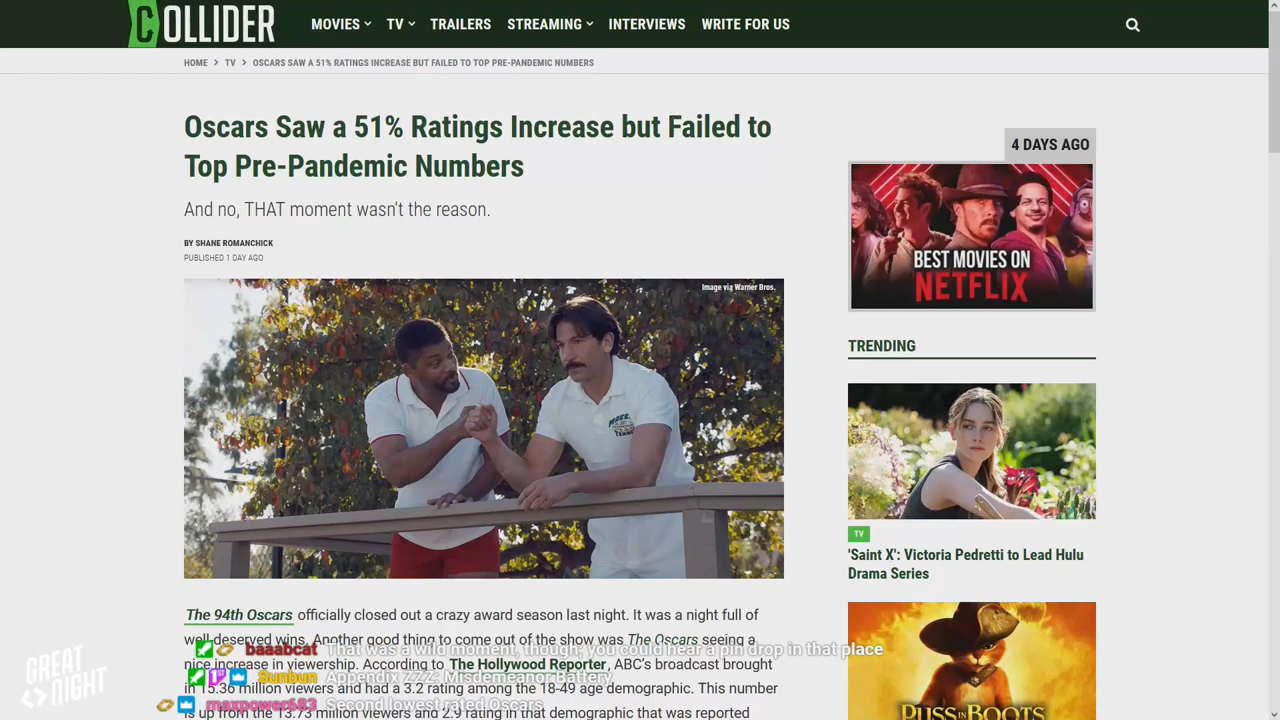 COLLIDER
MOVIES TV TRAILERS STREAMING INTERVIEWS WRITE FOR US
HOME > TV > OSCARS SAW A 51% RATINGS INCREASE BUT FAILED TO TOP PRE-PANDEMIC NUMBERS
Oscars Saw a 51% Ratings Increase but Failed to
Top Pre-Pandemic Numbers
And no, THAT moment wasn't the reason.
BY SHANE ROMANCHICK
PUBLISHED 1 DAY AGO
Image via Warner Bros.
The 94th Oscars officially closed out a crazy award season last night. It was a night full of
well-deserved wins. Another good thing to come out of the show was The Oscars seeing a
nice increase in viewership. According to The Hollywood Reporter, ABC's broadcast brought
in 15.36 million viewers and had a 3.2 rating among the 18-49 age demographic. This number
is up from the 13.73 million viewers and 2.9 rating in that demographic that was reported
baaabcat That was a wild moment, though; you could hear a pin drop in that place
Sunbun Appendix ZZZ: Misdemeanor Battery
maxpower683 Second lowest rated Oscars
GREAT
NIGHT
4 DAYS AGO
BEST MOVIES ON
NETFLIX
TRENDING
TV
'Saint X': Victoria Pedretti to Lead Hulu
Drama Series
PUSS IN BOOTS